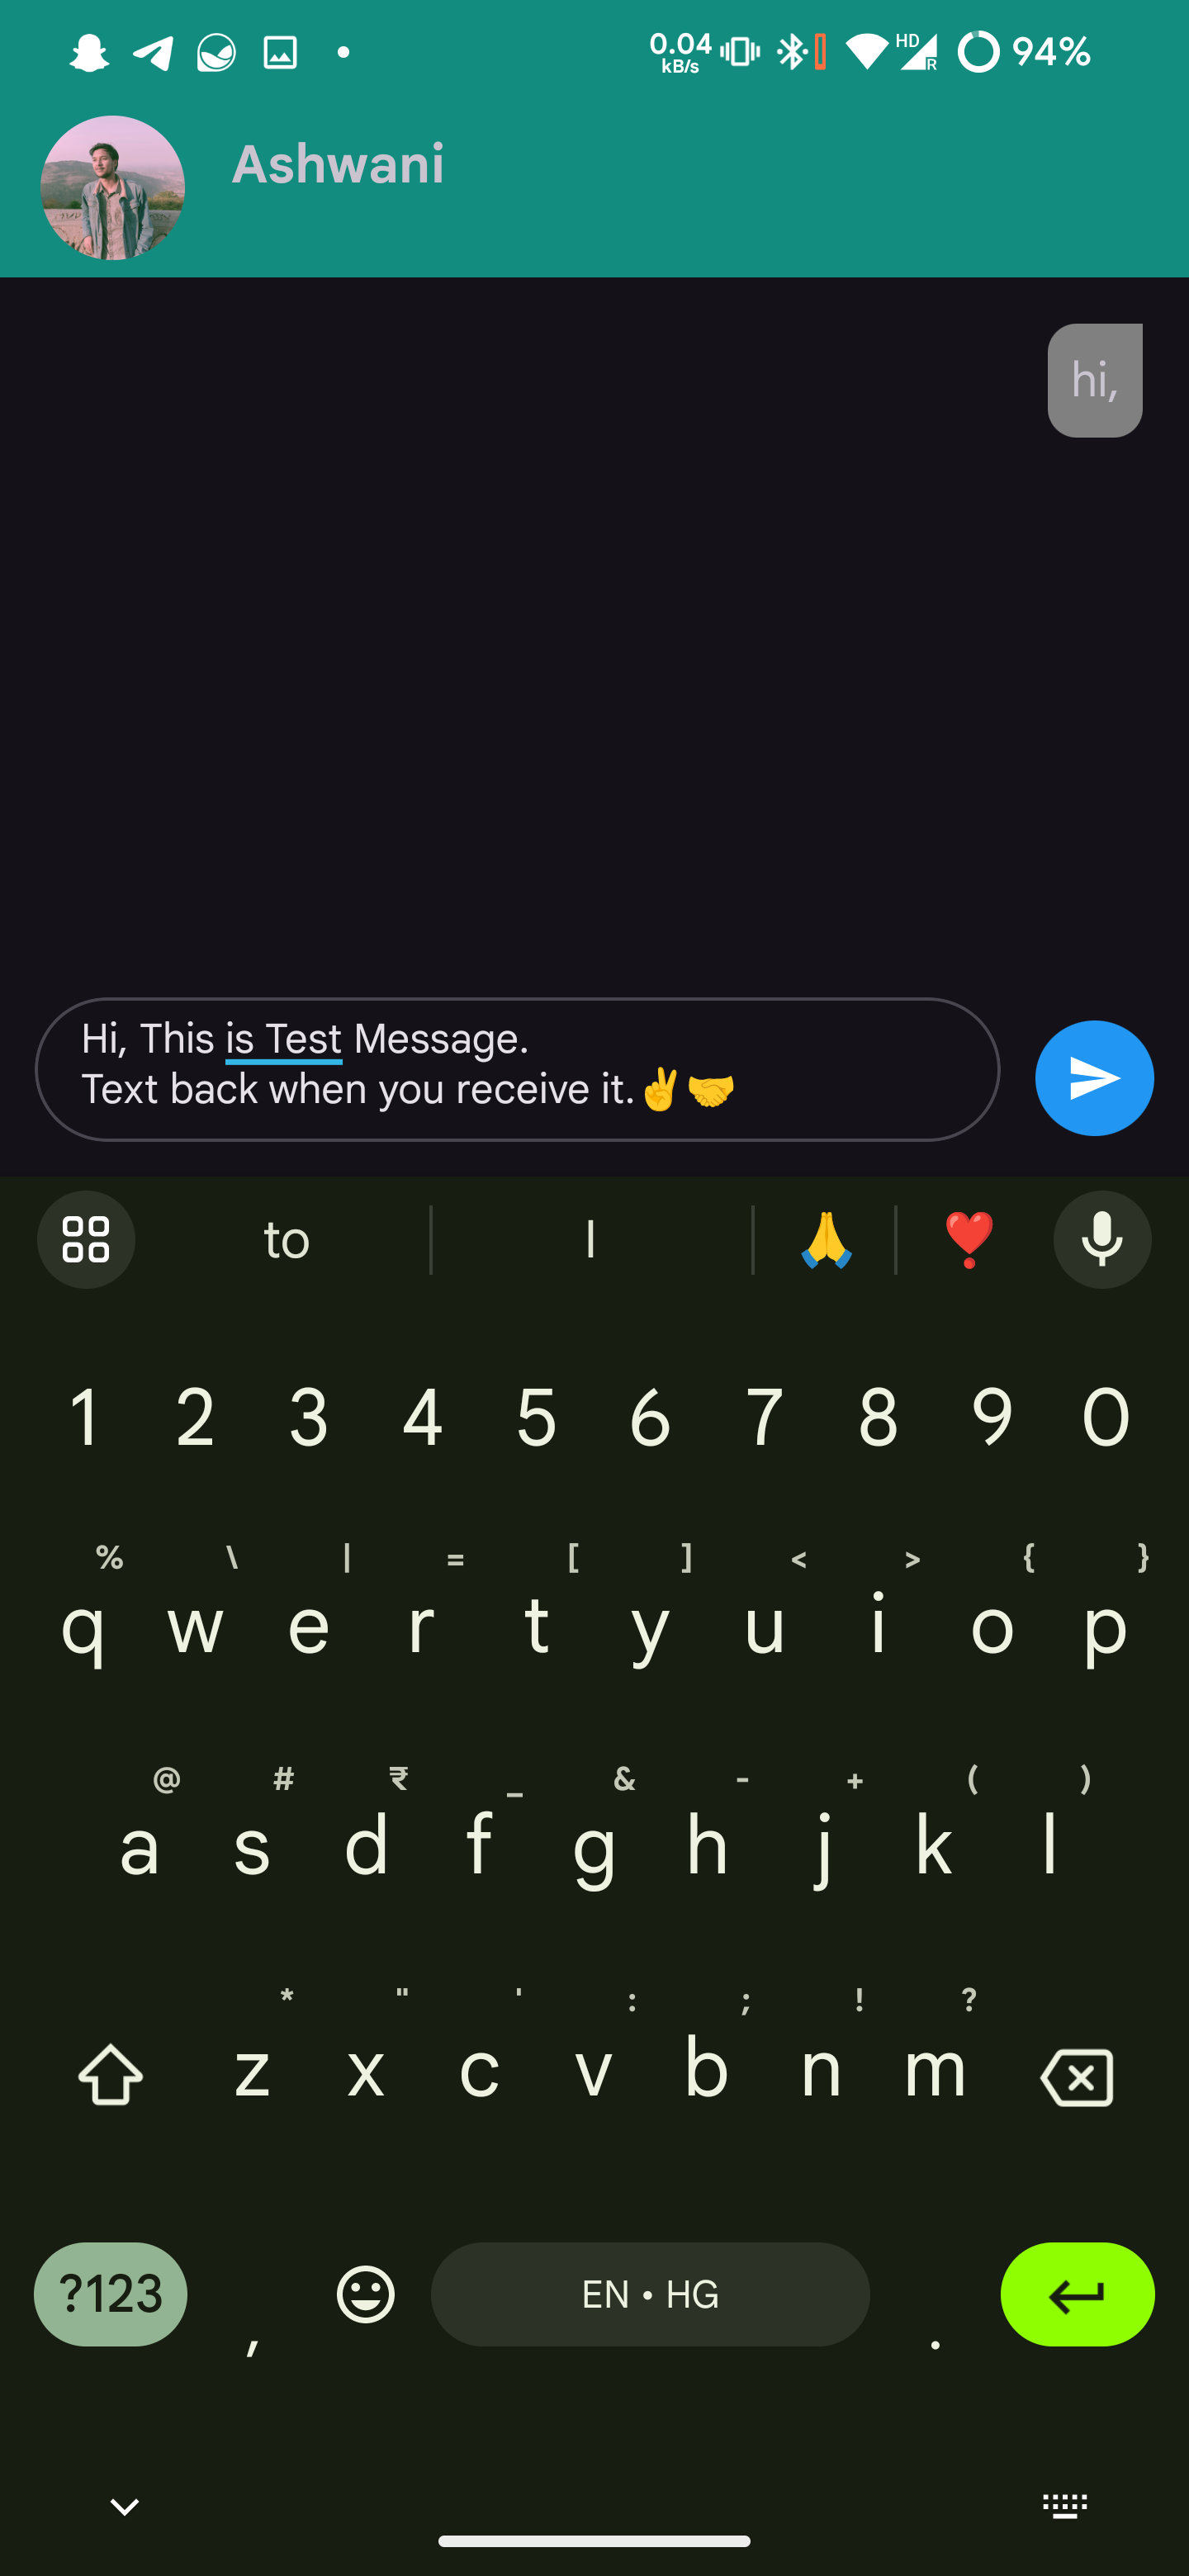 0.04 kB/s HD R 94%
Ashwani
hi,
Hi, This is Test Message.
Text back when you receive it.✌️🤝
to I 🙏 ❣️
1 2 3 4 5 6 7 8 9 0
% \ | = [ ] < > { }
q w e r t y u i o p
@ # ₹ _ & - + ( )
a s d f g h j k l
* " ' : ; ! ?
z x c v b n m
?123 , EN • HG .